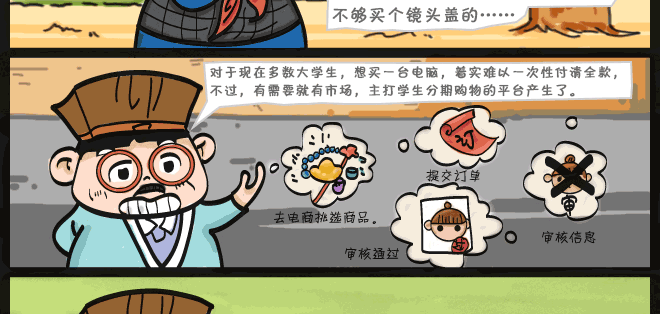 不够买个镜头盖的……
对于现在多数大学生，想买一台电脑，着实难以一次性付请全款，
不过，有需要就有市场，主打学生分期购物的平台产生了。
订
提交订单
去电商挑选商品。
审
审核信息
审核通过